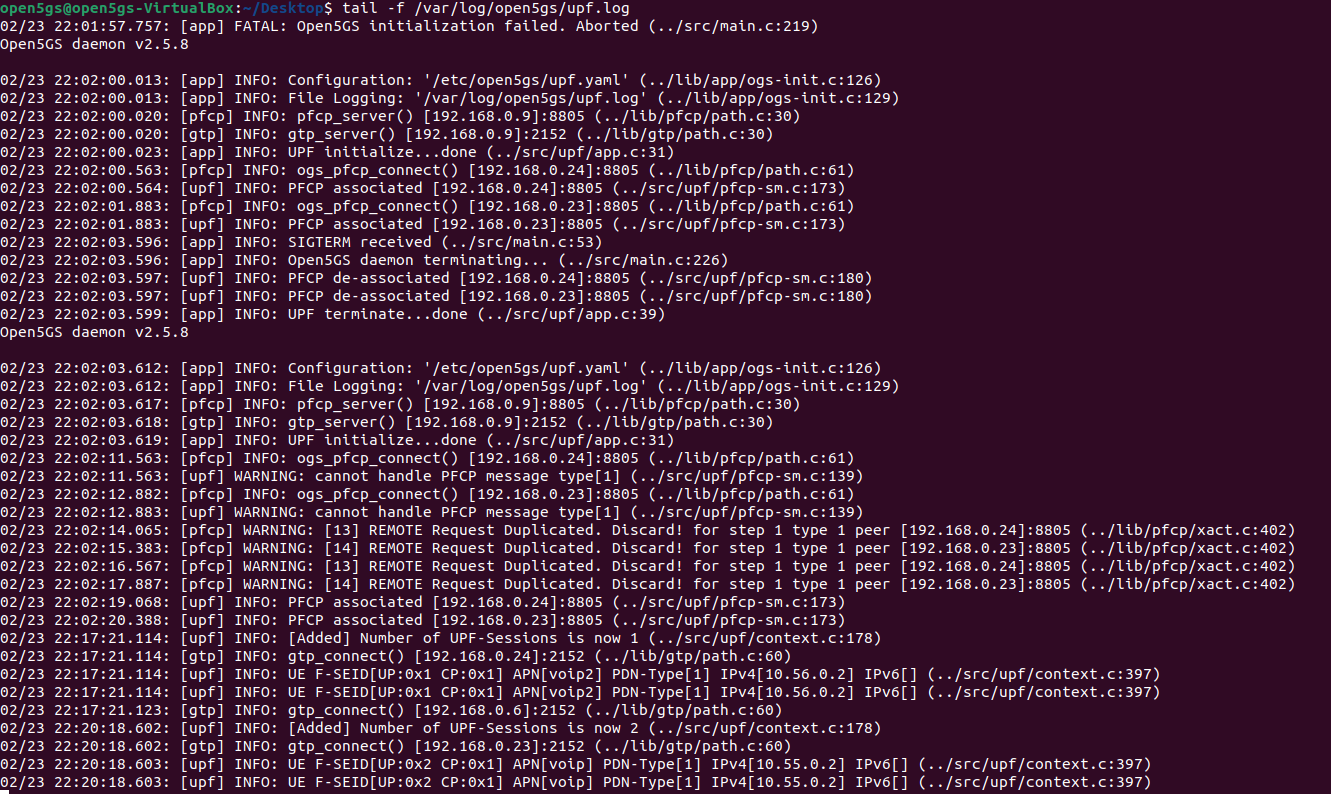 open5gs@open5gs-VirtualBox:~/Desktop$ tail -f /var/log/open5gs/upf.log
02/23 22:01:57.757: [app] FATAL: Open5GS initialization failed. Aborted (../src/main.c:219)
Open5GS daemon v2.5.8
02/23 22:02:00.013: [app] INFO: Configuration: '/etc/open5gs/upf.yaml' (../lib/app/ogs-init.c:126)
02/23 22:02:00.013: [app] INFO: File Logging: '/var/log/open5gs/upf.log' (../lib/app/ogs-init.c:129)
02/23 22:02:00.020: [pfcp] INFO: pfcp_server() [192.168.0.9]:8805 (../lib/pfcp/path.c:30)
02/23 22:02:00.020: [gtp] INFO: gtp_server() [192.168.0.9]:2152 (../lib/gtp/path.c:30)
02/23 22:02:00.023: [app] INFO: UPF initialize...done (../src/upf/app.c:31)
02/23 22:02:00.563: [pfcp] INFO: ogs_pfcp_connect() [192.168.0.24]:8805 (../lib/pfcp/path.c:61)
02/23 22:02:00.564: [upf] INFO: PFCP associated [192.168.0.24]:8805 (../src/upf/pfcp-sm.c:173)
02/23 22:02:01.883: [pfcp] INFO: ogs_pfcp_connect() [192.168.0.23]:8805 (../lib/pfcp/path.c:61)
02/23 22:02:01.883: [upf] INFO: PFCP associated [192.168.0.23]:8805 (../src/upf/pfcp-sm.c:173)
02/23 22:02:03.596: [app] INFO: SIGTERM received (../src/main.c:53)
02/23 22:02:03.596: [app] INFO: Open5GS daemon terminating... (../src/main.c:226)
02/23 22:02:03.597: [upf] INFO: PFCP de-associated [192.168.0.24]:8805 (../src/upf/pfcp-sm.c:180)
02/23 22:02:03.597: [upf] INFO: PFCP de-associated [192.168.0.23]:8805 (../src/upf/pfcp-sm.c:180)
02/23 22:02:03.599: [app] INFO: UPF terminate...done (../src/upf/app.c:39)
Open5GS daemon v2.5.8
02/23 22:02:03.612: [app] INFO: Configuration: '/etc/open5gs/upf.yaml' (../lib/app/ogs-init.c:126)
02/23 22:02:03.612: [app] INFO: File Logging: '/var/log/open5gs/upf.log' (../lib/app/ogs-init.c:129)
02/23 22:02:03.617: [pfcp] INFO: pfcp_server() [192.168.0.9]:8805 (../lib/pfcp/path.c:30)
02/23 22:02:03.618: [gtp] INFO: gtp_server() [192.168.0.9]:2152 (../lib/gtp/path.c:30)
02/23 22:02:03.619: [app] INFO: UPF initialize...done (../src/upf/app.c:31)
02/23 22:02:11.563: [pfcp] INFO: ogs_pfcp_connect() [192.168.0.24]:8805 (../lib/pfcp/path.c:61)
02/23 22:02:11.563: [upf] WARNING: cannot handle PFCP message type[1] (../src/upf/pfcp-sm.c:139)
02/23 22:02:12.882: [pfcp] INFO: ogs_pfcp_connect() [192.168.0.23]:8805 (../lib/pfcp/path.c:61)
02/23 22:02:12.883: [upf] WARNING: cannot handle PFCP message type[1] (../src/upf/pfcp-sm.c:139)
02/23 22:02:14.065: [pfcp] WARNING: [13] REMOTE Request Duplicated. Discard! for step 1 type 1 peer [192.168.0.24]:8805 (../lib/pfcp/xact.c:402)
02/23 22:02:15.383: [pfcp] WARNING: [14] REMOTE Request Duplicated. Discard! for step 1 type 1 peer [192.168.0.23]:8805 (../lib/pfcp/xact.c:402)
02/23 22:02:16.567: [pfcp] WARNING: [13] REMOTE Request Duplicated. Discard! for step 1 type 1 peer [192.168.0.24]:8805 (../lib/pfcp/xact.c:402)
02/23 22:02:17.887: [pfcp] WARNING: [14] REMOTE Request Duplicated. Discard! for step 1 type 1 peer [192.168.0.23]:8805 (../lib/pfcp/xact.c:402)
02/23 22:02:19.068: [upf] INFO: PFCP associated [192.168.0.24]:8805 (../src/upf/pfcp-sm.c:173)
02/23 22:02:20.388: [upf] INFO: PFCP associated [192.168.0.23]:8805 (../src/upf/pfcp-sm.c:173)
02/23 22:17:21.114: [upf] INFO: [Added] Number of UPF-Sessions is now 1 (../src/upf/context.c:178)
02/23 22:17:21.114: [gtp] INFO: gtp_connect() [192.168.0.24]:2152 (../lib/gtp/path.c:60)
02/23 22:17:21.114: [upf] INFO: UE F-SEID[UP:0x1 CP:0x1] APN[voip2] PDN-Type[1] IPv4[10.56.0.2] IPv6[] (../src/upf/context.c:397)
02/23 22:17:21.114: [upf] INFO: UE F-SEID[UP:0x1 CP:0x1] APN[voip2] PDN-Type[1] IPv4[10.56.0.2] IPv6[] (../src/upf/context.c:397)
02/23 22:17:21.123: [gtp] INFO: gtp_connect() [192.168.0.6]:2152 (../lib/gtp/path.c:60)
02/23 22:20:18.602: [upf] INFO: [Added] Number of UPF-Sessions is now 2 (../src/upf/context.c:178)
02/23 22:20:18.602: [gtp] INFO: gtp_connect() [192.168.0.23]:2152 (../lib/gtp/path.c:60)
02/23 22:20:18.603: [upf] INFO: UE F-SEID[UP:0x2 CP:0x1] APN[voip] PDN-Type[1] IPv4[10.55.0.2] IPv6[] (../src/upf/context.c:397)
02/23 22:20:18.603: [upf] INFO: UE F-SEID[UP:0x2 CP:0x1] APN[voip] PDN-Type[1] IPv4[10.55.0.2] IPv6[] (../src/upf/context.c:397)